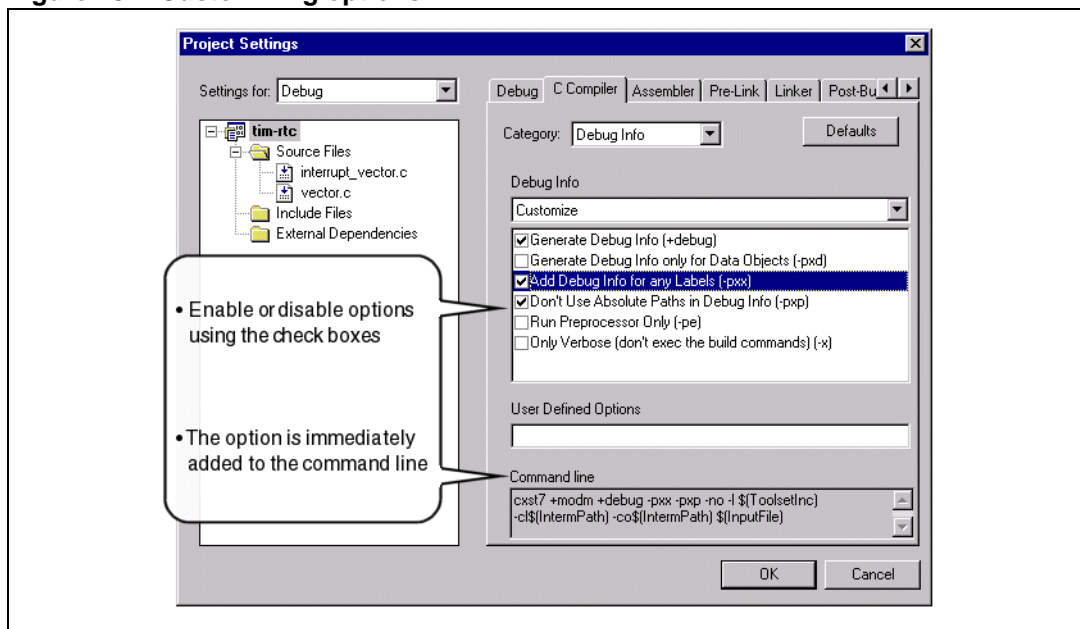 Project Settings
Settings for: Debug
Debug C Compiler Assembler Pre-Link Linker Post-Bu
tim-rtc
Source Files
interrupt_vector.c
vector.c
Include Files
External Dependencies
Category: Debug Info Defaults
Debug Info
Customize
Generate Debug Info (+debug)
Generate Debug Info only for Data Objects (-pxd)
Add Debug Info for any Labels (-pxx)
Don't Use Absolute Paths in Debug Info (-pxp)
Run Preprocessor Only (-pe)
Only Verbose (don't exec the build commands) (-x)
• Enable or disable options
using the check boxes
• The option is immediately
added to the command line
User Defined Options
Command line
cxst7 +modm +debug -pxx -pxp -no -l $(ToolsetInc)
-cl$(IntermPath) -co$(IntermPath) $(InputFile)
OK Cancel